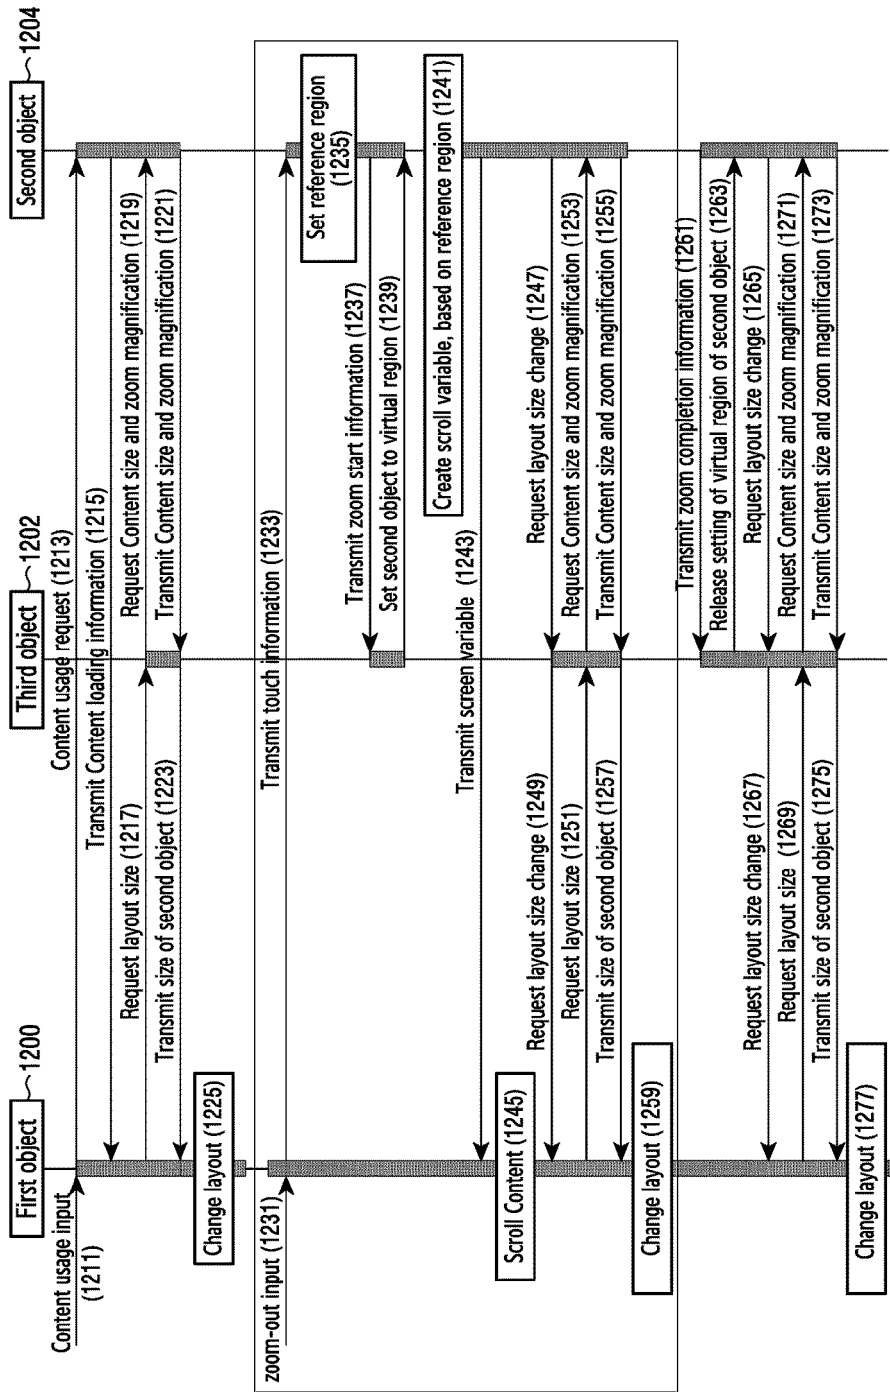 First object
1200
Third object
1202
Second object
1204
Content usage input
(1211)
Content usage request (1213)
Transmit Content loading information (1215)
Request layout size (1217)
Request Content size and zoom magnification (1219)
Transmit Content size and zoom magnification (1221)
Transmit size of second object (1223)
Change layout (1225)
zoom-out input (1231)
Transmit touch information (1233)
Set reference region
(1235)
Transmit zoom start information (1237)
Set second object to virtual region (1239)
Create scroll variable, based on reference region (1241)
Transmit screen variable (1243)
Scroll Content (1245)
Request layout size change (1247)
Request layout size change (1249)
Request layout size (1251)
Request Content size and zoom magnification (1253)
Transmit Content size and zoom magnification (1255)
Transmit size of second object (1257)
Change layout (1259)
Transmit zoom completion information (1261)
Release setting of virtual region of second object (1263)
Request layout size change (1265)
Request layout size change (1267)
Request layout size (1269)
Request Content size and zoom magnification (1271)
Transmit Content size and zoom magnification (1273)
Transmit size of second object (1275)
Change layout (1277)